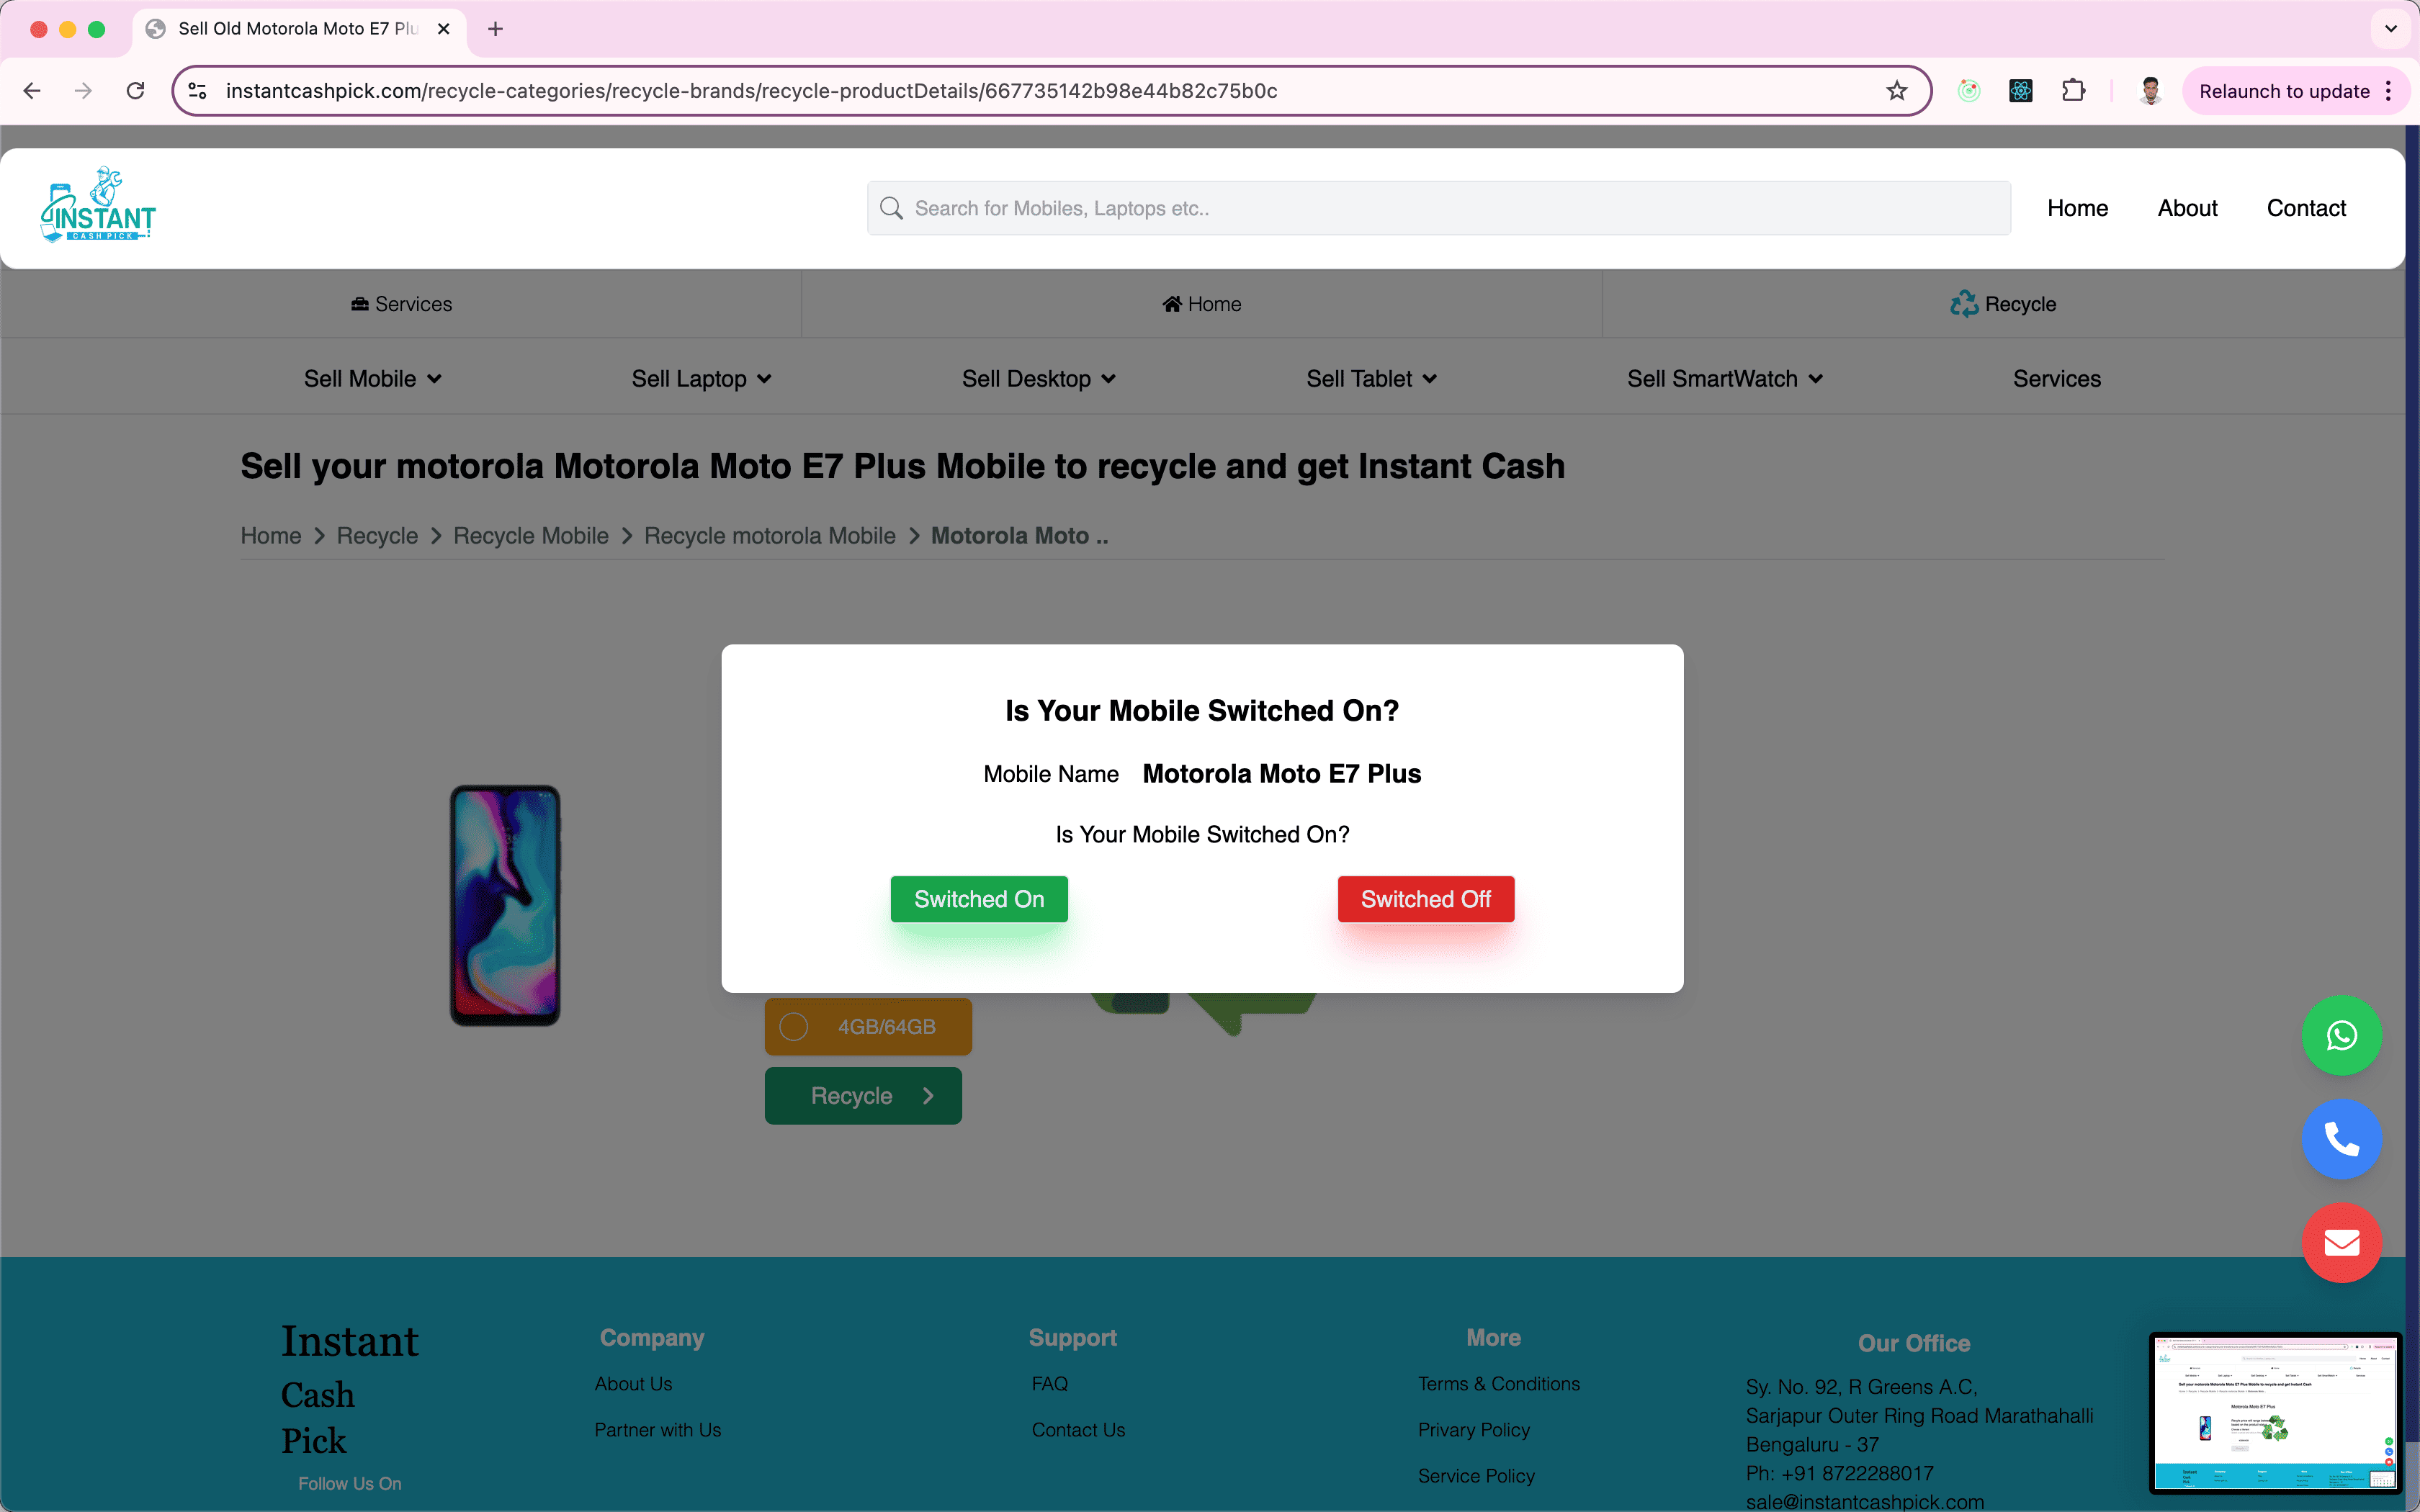 Sell Old Motorola Moto E7 Plu
instantcashpick.com/recycle-categories/recycle-brands/recycle-productDetails/667735142b98e44b82c75b0c
Relaunch to update
INSTANT
CASH PICK
Search for Mobiles, Laptops etc..
Home
About
Contact
Services
Home
Recycle
Sell Mobile
Sell Laptop
Sell Desktop
Sell Tablet
Sell SmartWatch
Services
Sell your motorola Motorola Moto E7 Plus Mobile to recycle and get Instant Cash
Home > Recycle > Recycle Mobile > Recycle motorola Mobile > Motorola Moto ..
Is Your Mobile Switched On?
Mobile Name Motorola Moto E7 Plus
Is Your Mobile Switched On?
Switched On
Switched Off
4GB/64GB
Recycle
Instant
Cash
Pick
Follow Us On
Company
About Us
Partner with Us
Support
FAQ
Contact Us
More
Terms & Conditions
Privary Policy
Service Policy
Our Office
Sy. No. 92, R Greens A.C,
Sarjapur Outer Ring Road Marathahalli
Bengaluru - 37
Ph: +91 8722288017
sale@instantcashpick.com